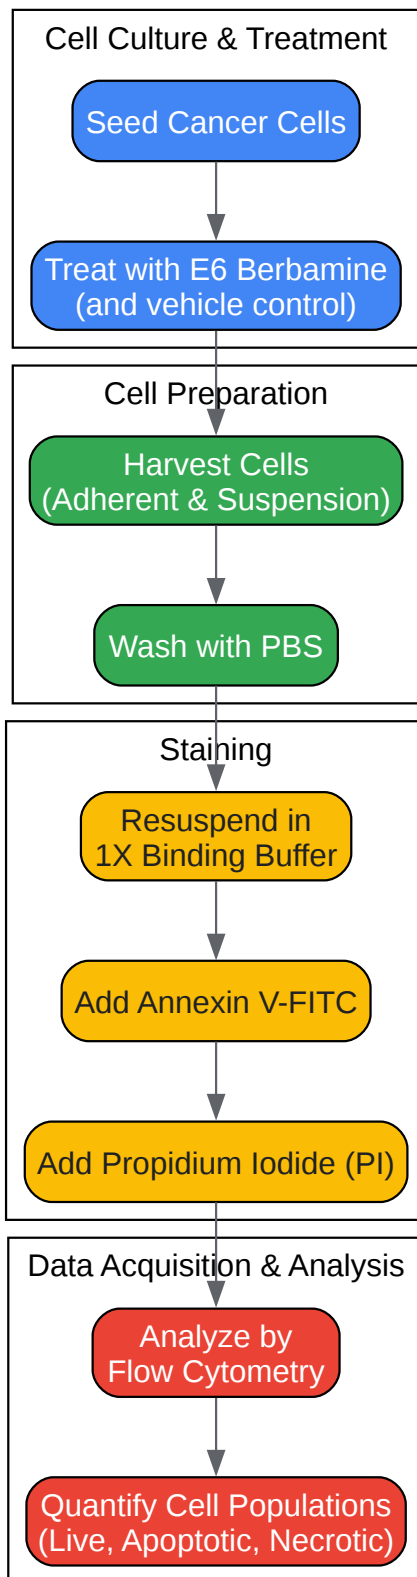 Cell Culture & Treatment
Seed Cancer Cells
Treat with E6 Berbamine
(and vehicle control)
Cell Preparation
Harvest Cells
(Adherent & Suspension)
Wash with PBS
Staining
Resuspend in
1X Binding Buffer
Add Annexin V-FITC
Add Propidium Iodide (PI)
Data Acquisition & Analysis
Analyze by
Flow Cytometry
Quantify Cell Populations
(Live, Apoptotic, Necrotic)